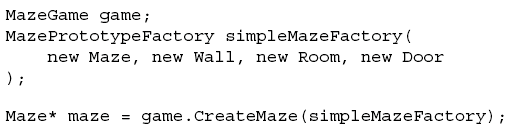 MazeGame game;
MazePrototypeFactory simpleMazeFactory(
    new Maze, new Wall, new Room, new Door
);
Maze* maze = game.CreateMaze(simpleMazeFactory);